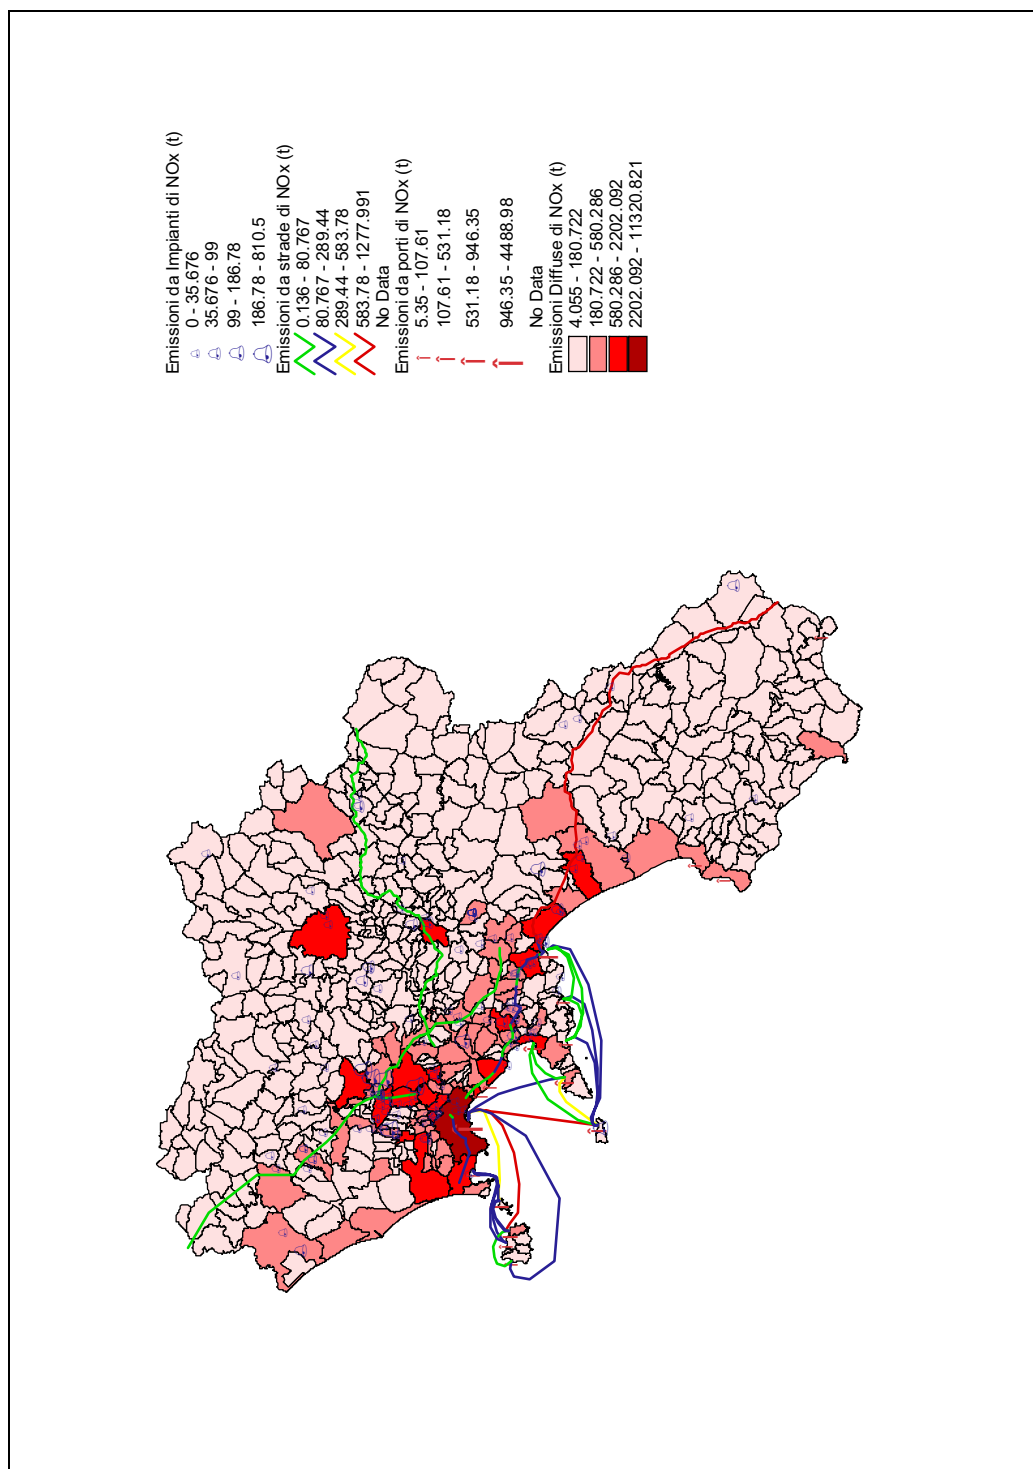 Emissioni da Impianti di NOx (t)
0 - 35.676
35.676 - 99
99 - 186.78
186.78 - 810.5
Emissioni da strade di NOx (t)
0.136 - 80.767
80.767 - 289.44
289.44 - 583.78
583.78 - 1277.991
No Data
Emissioni da porti di NOx (t)
5.35 - 107.61
107.61 - 531.18
531.18 - 946.35
946.35 - 4488.98
No Data
Emissioni Diffuse di NOx (t)
4.055 - 180.722
180.722 - 580.286
580.286 - 2202.092
2202.092 - 11320.821